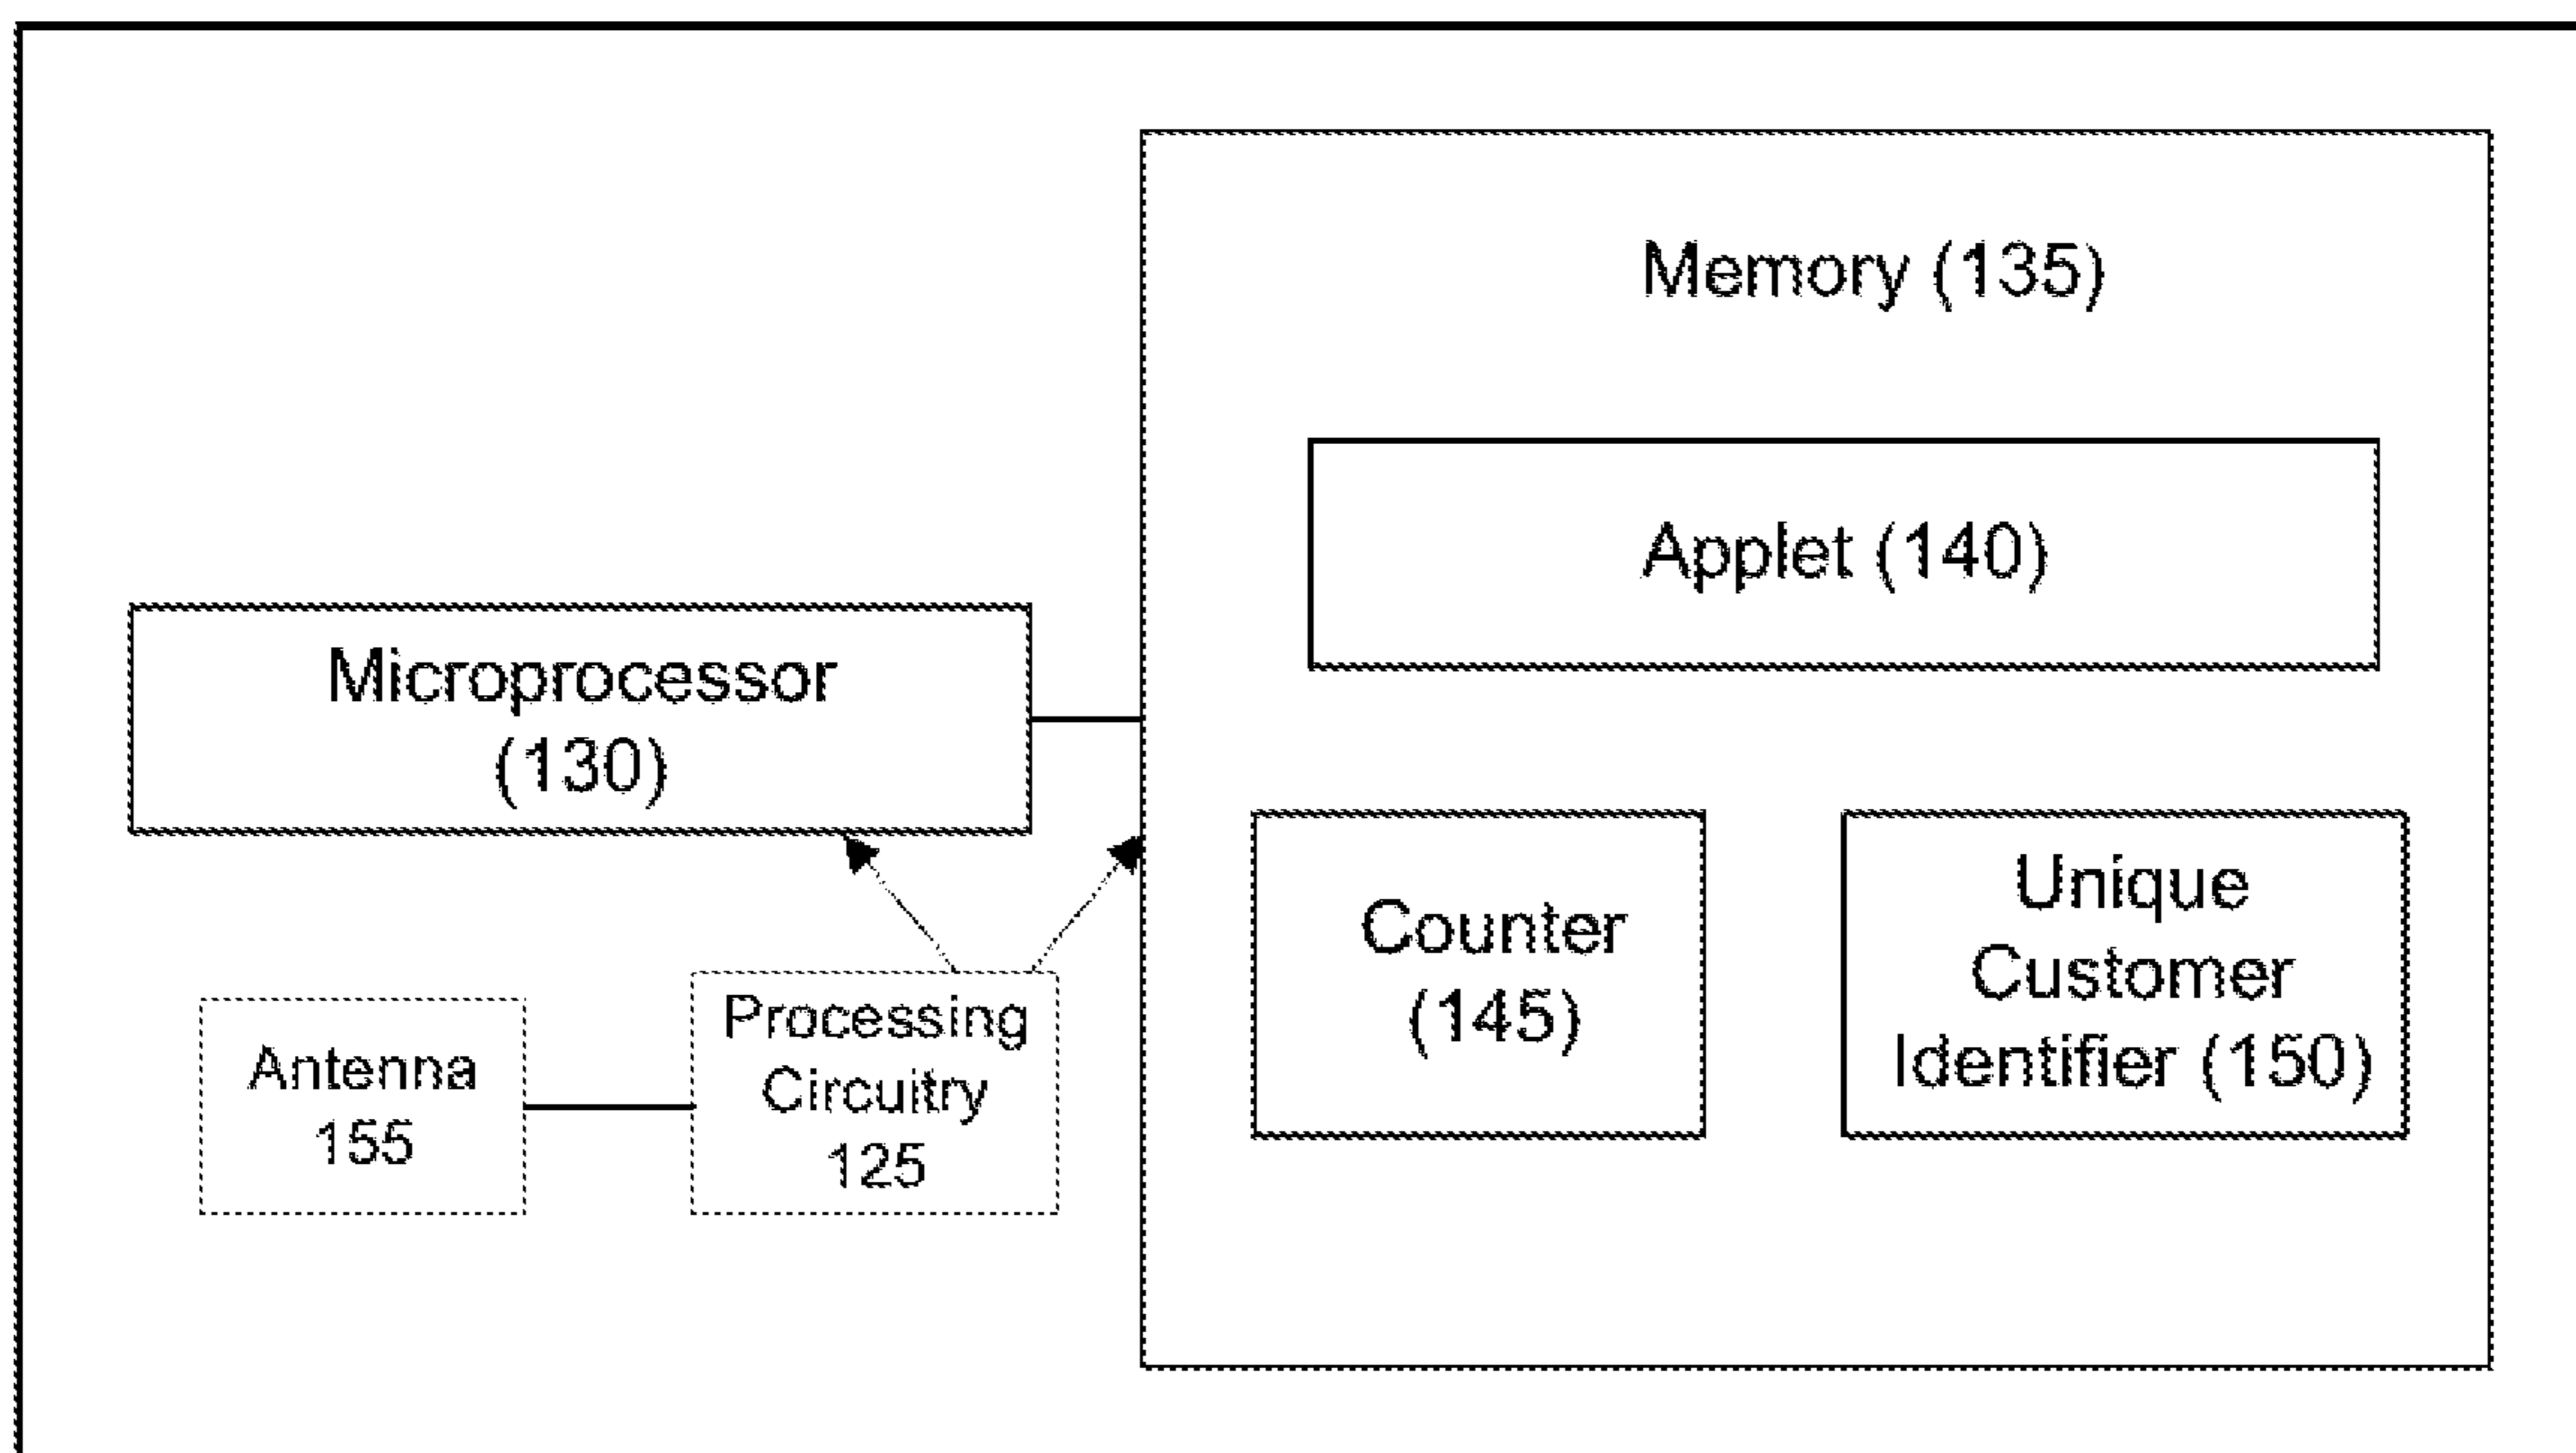 Memory (135)
Applet (140)
Microprocessor
(130)
Counter
(145)
Unique
Customer
Identifier (150)
Antenna
155
Processing
Circuitry
125